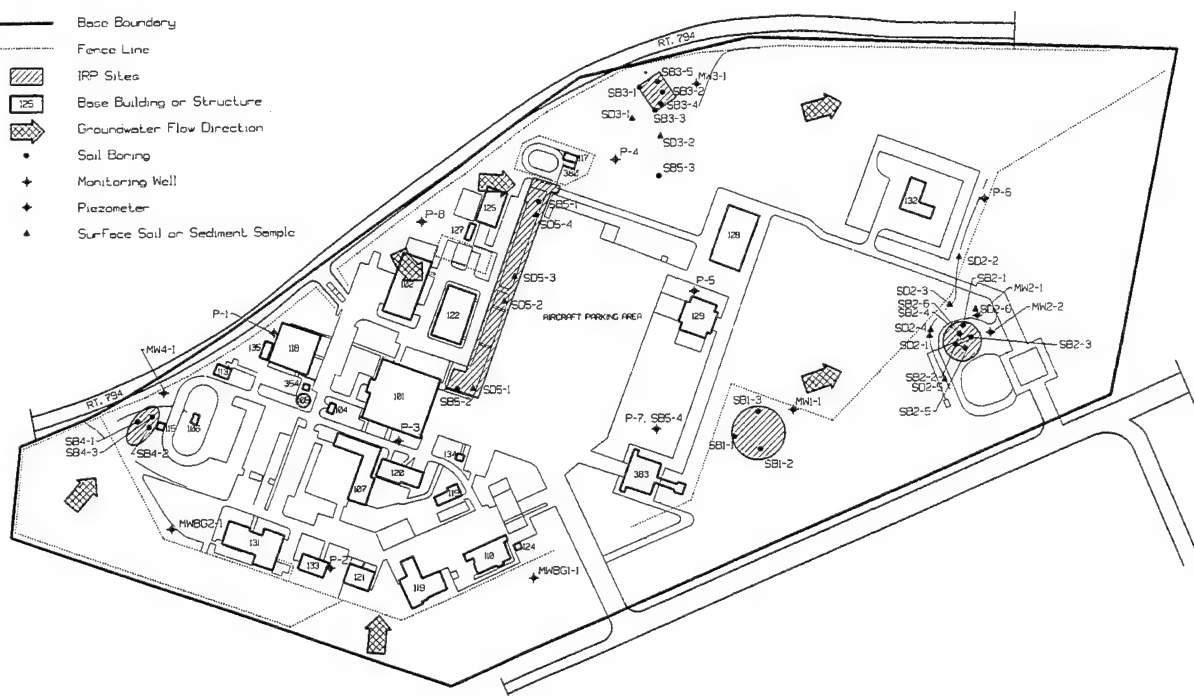 Base Boundary
Fence Line
IRP Sites
125
Base Building or Structure
Groundwater Flow Direction
Soil Boring
Monitoring Well
Piezometer
Surface Soil or Sediment Sample
RT. 794
SB3-5
MW3-1
SB3-1
SB3-2
SB3-4
SB3-3
SD3-1
SD3-2
P-4
SB5-3
117
384
125
SB5-1
SD5-4
127
P-8
102
SD5-3
SD5-2
122
AIRCRAFT PARKING AREA
128
P-5
129
132
P-6
SD2-2
SB2-1
SD2-3
MW2-1
SB2-6
SD2-6
SB2-4
MW2-2
SD2-4
SD2-1
SB2-3
SB2-2
SD2-5
SB2-5
P-1
135
118
MW4-1
113
354
105
104
101
SB5-2
SD5-1
RT. 794
SB4-1
SB4-3
SB4-2
115
106
P-3
134
120
107
P-7, SB5-4
383
SB1-3
MW1-1
SB1-1
SB1-2
MWBG2-1
131
133
P-2
121
119
110
124
MWBG1-1